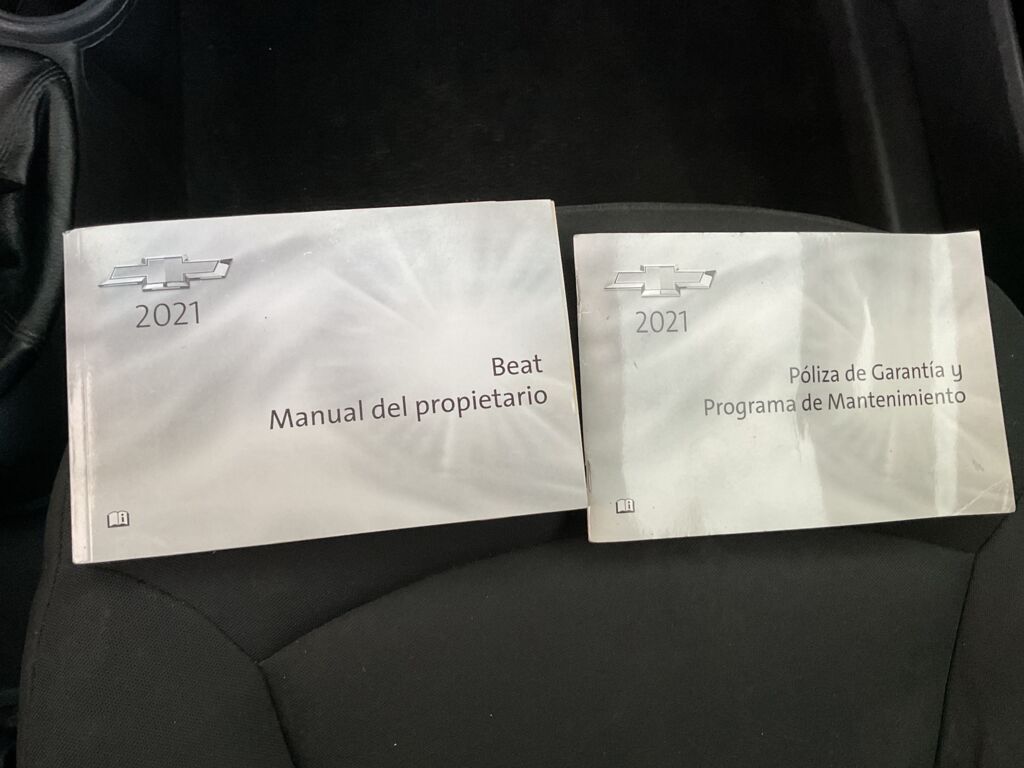 2021
Beat
Manual del propietario
2021
Póliza de Garantía y
Programa de Mantenimiento